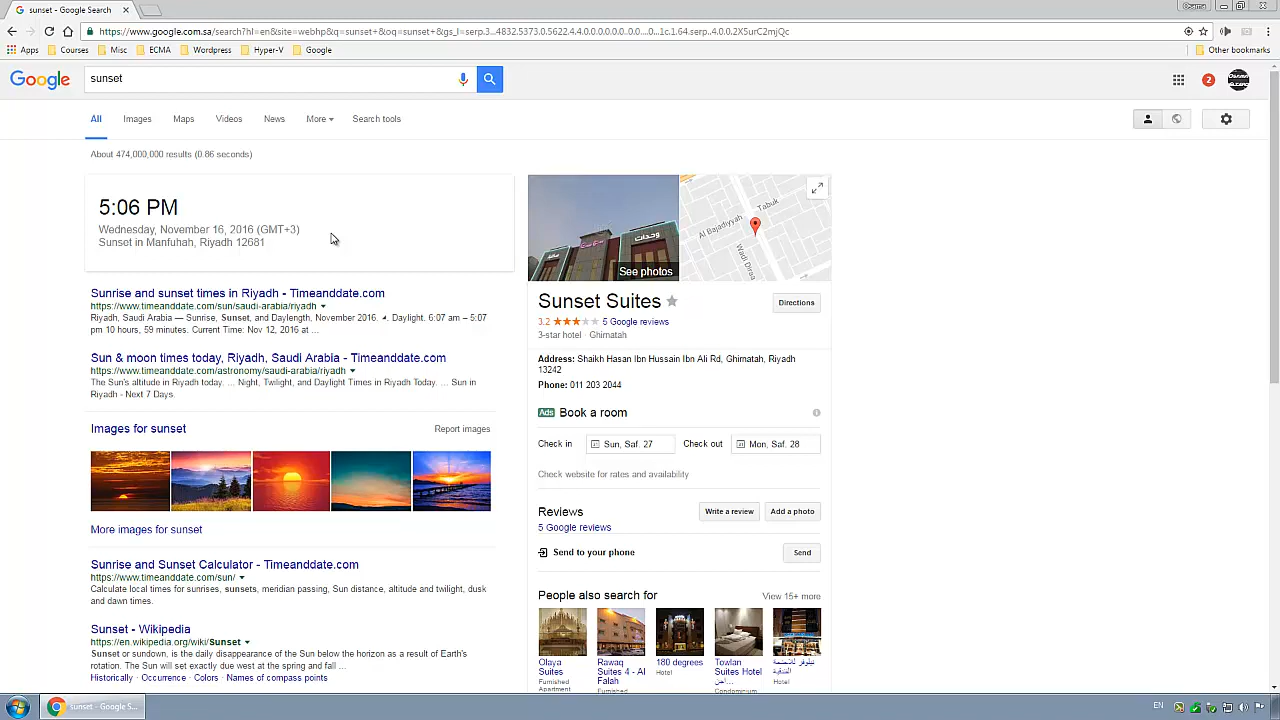 sunset - Google Search
https://www.google.com.sa/search?hl=en&site=webhp&q=sunset+&oq=sunset+&gs_l=serp.3...4832.5373.0.5622.4.4.0.0.0.0.0.0..0.0....0...1c.1.64.serp..4.0.0.2X5urC2mjQc
Apps Courses Misc ECMA Wordpress Hyper-V Google Other bookmarks
Google sunset 2
All Images Maps Videos News More Search tools
About 474,000,000 results (0.86 seconds)
5:06 PM
Wednesday, November 16, 2016 (GMT+3)
Sunset in Manfuhah, Riyadh 12681
Sunrise and sunset times in Riyadh - Timeanddate.com
https://www.timeanddate.com/sun/saudi-arabia/riyadh
Riyadh, Saudi Arabia — Sunrise, Sunset, and Daylength, November 2016. Daylight. 6:07 am – 5:07
pm 10 hours, 59 minutes. Current Time: Nov 12, 2016 at ...
Sun & moon times today, Riyadh, Saudi Arabia - Timeanddate.com
https://www.timeanddate.com/astronomy/saudi-arabia/riyadh
The Sun's altitude in Riyadh today. ... Night, Twilight, and Daylight Times in Riyadh Today. ... Sun in
Riyadh - Next 7 Days.
Images for sunset Report images
More images for sunset
Sunrise and Sunset Calculator - Timeanddate.com
https://www.timeanddate.com/sun/
Calculate local times for sunrises, sunsets, meridian passing, Sun distance, altitude and twilight, dusk
and dawn times.
Sunset - Wikipedia
https://en.wikipedia.org/wiki/Sunset
Sunset or sundown, is the daily disappearance of the Sun below the horizon as a result of Earth's
rotation. The Sun will set exactly due west at the spring and fall ...
Historically · Occurrence · Colors · Names of compass points
See photos
Al Bajadiyyah Tabuk
Sunset Suites Directions
3.2 5 Google reviews
3-star hotel · Ghirnatah
Address: Shaikh Hasan Ibn Hussain Ibn Ali Rd, Ghirnatah, Riyadh
13242
Phone: 011 203 2044
Ads Book a room
Check in Sun, Saf. 27 Check out Mon, Saf. 28
Check website for rates and availability
Reviews Write a review Add a photo
5 Google reviews
Send to your phone Send
People also search for View 15+ more
Olaya
Suites
Furnished
Apartment
Rawaq
Suites 4 - Al
Falah
Furnished
180 degrees
Hotel
Towlan
Suites Hotel
Condominium
Hotel
sunset - Google S...
EN